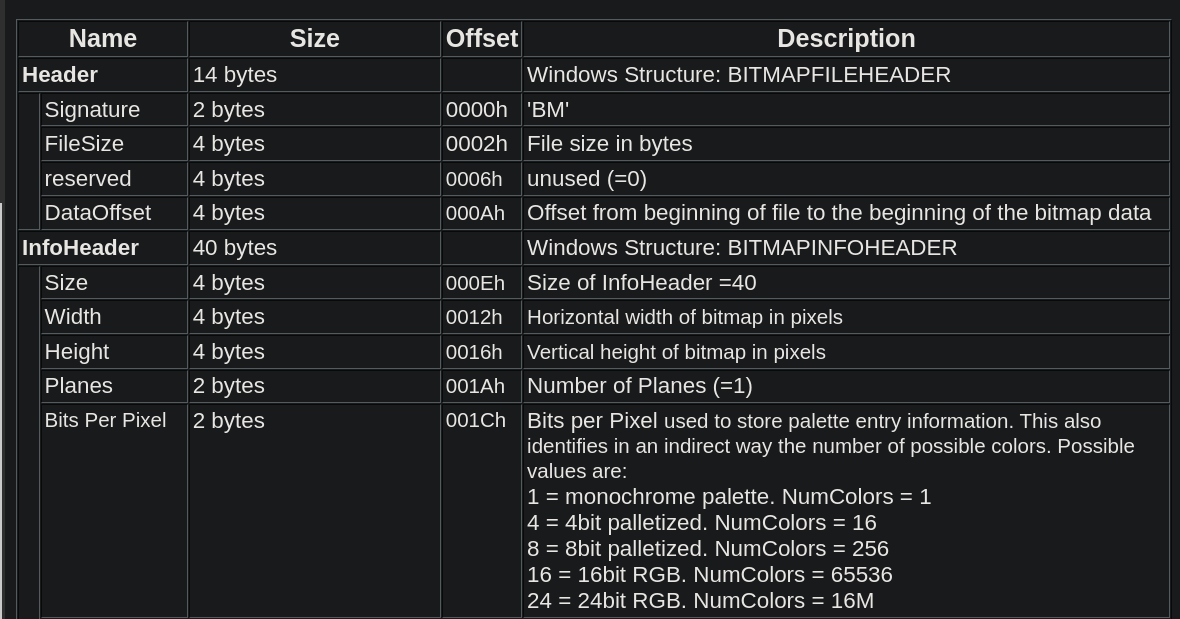 Name Size Offset Description
Header 14 bytes Windows Structure: BITMAPFILEHEADER
Signature 2 bytes 0000h 'BM'
FileSize 4 bytes 0002h File size in bytes
reserved 4 bytes 0006h unused (=0)
DataOffset 4 bytes 000Ah Offset from beginning of file to the beginning of the bitmap data
InfoHeader 40 bytes Windows Structure: BITMAPINFOHEADER
Size 4 bytes 000Eh Size of InfoHeader =40
Width 4 bytes 0012h Horizontal width of bitmap in pixels
Height 4 bytes 0016h Vertical height of bitmap in pixels
Planes 2 bytes 001Ah Number of Planes (=1)
Bits Per Pixel 2 bytes 001Ch Bits per Pixel used to store palette entry information. This also
identifies in an indirect way the number of possible colors. Possible
values are:
1 = monochrome palette. NumColors = 1
4 = 4bit palletized. NumColors = 16
8 = 8bit palletized. NumColors = 256
16 = 16bit RGB. NumColors = 65536
24 = 24bit RGB. NumColors = 16M